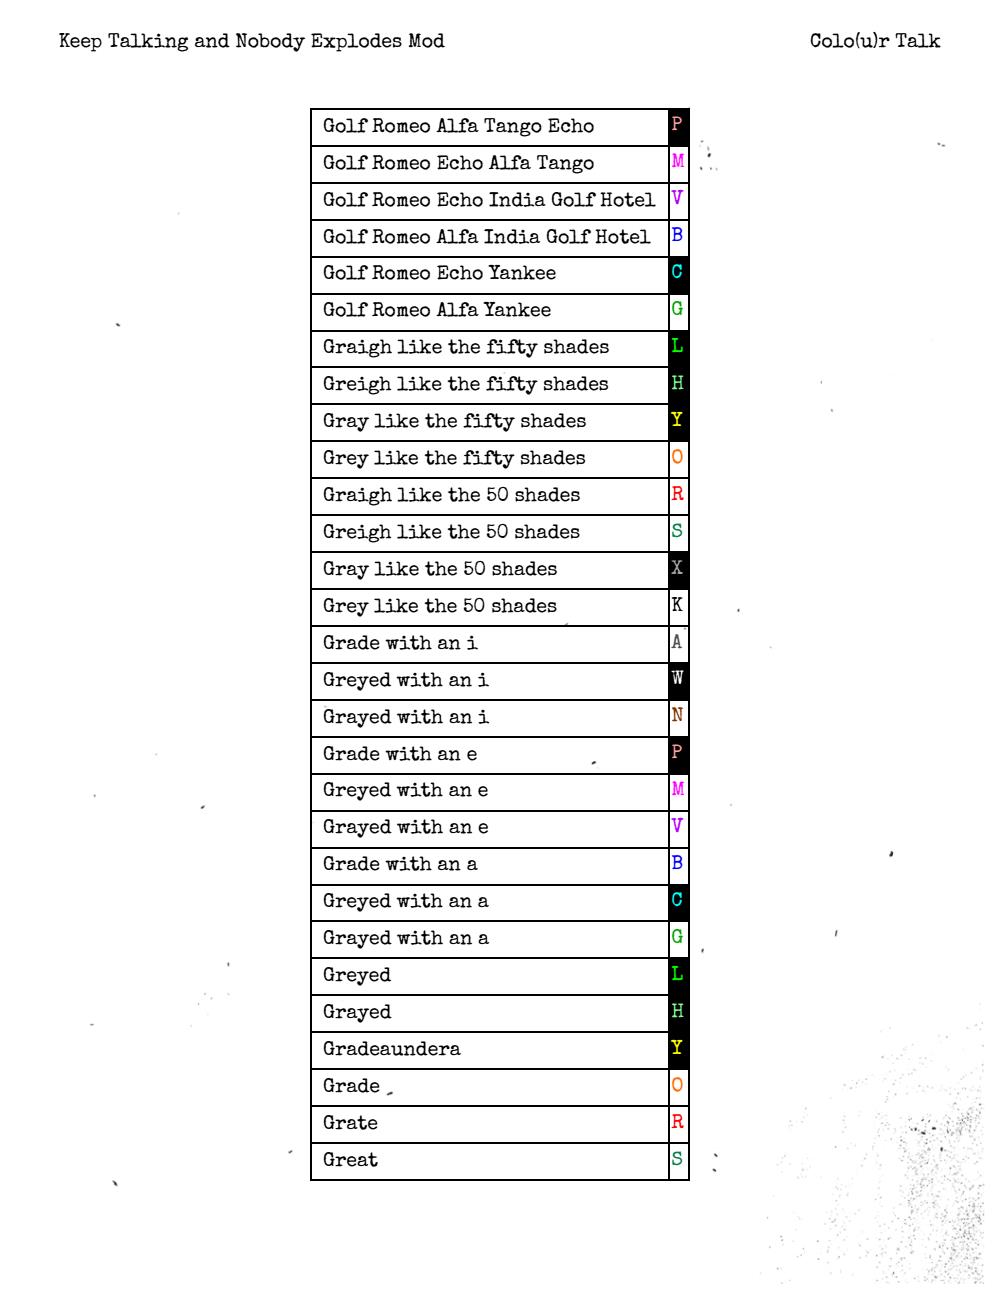 Keep Talking and Nobody Explodes Mod Colo(u)r Talk
Golf Romeo Alfa Tango Echo P
Golf Romeo Echo Alfa Tango M
Golf Romeo Echo India Golf Hotel V
Golf Romeo Alfa India Golf Hotel B
Golf Romeo Echo Yankee C
Golf Romeo Alfa Yankee G
Graigh like the fifty shades L
Greigh like the fifty shades H
Gray like the fifty shades Y
Grey like the fifty shades O
Graigh like the 50 shades R
Greigh like the 50 shades S
Gray like the 50 shades X
Grey like the 50 shades K
Grade with an i A
Greyed with an i W
Grayed with an i N
Grade with an e P
Greyed with an e M
Grayed with an e V
Grade with an a B
Greyed with an a C
Grayed with an a G
Greyed L
Grayed H
Gradeaundera Y
Grade O
Grate R
Great S